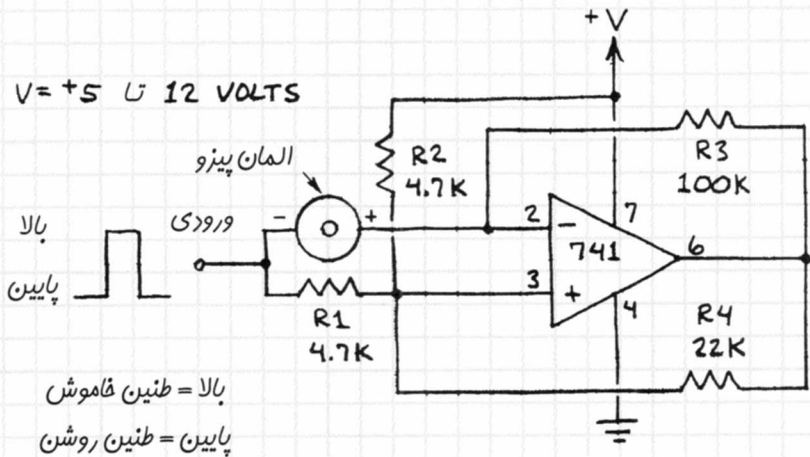 +V
V = +5 تا 12 VOLTS
المان پیزو
R2
4.7K
R3
100K
بالا
ورودی
-
+
2
-
7
741
6
پایین
3
+
4
R1
4.7K
R4
22K
بالا = طنین خاموش
پایین = طنین روشن